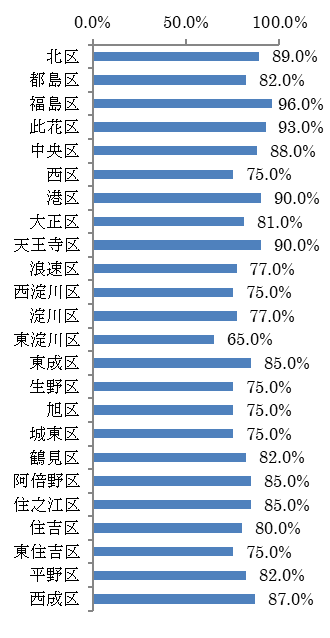 0.0% 50.0% 100.0%
北区 89.0%
都島区 82.0%
福島区 96.0%
此花区 93.0%
中央区 88.0%
西区 75.0%
港区 90.0%
大正区 81.0%
天王寺区 90.0%
浪速区 77.0%
西淀川区 75.0%
淀川区 77.0%
東淀川区 65.0%
東成区 85.0%
生野区 75.0%
旭区 75.0%
城東区 75.0%
鶴見区 82.0%
阿倍野区 85.0%
住之江区 85.0%
住吉区 80.0%
東住吉区 75.0%
平野区 82.0%
西成区 87.0%